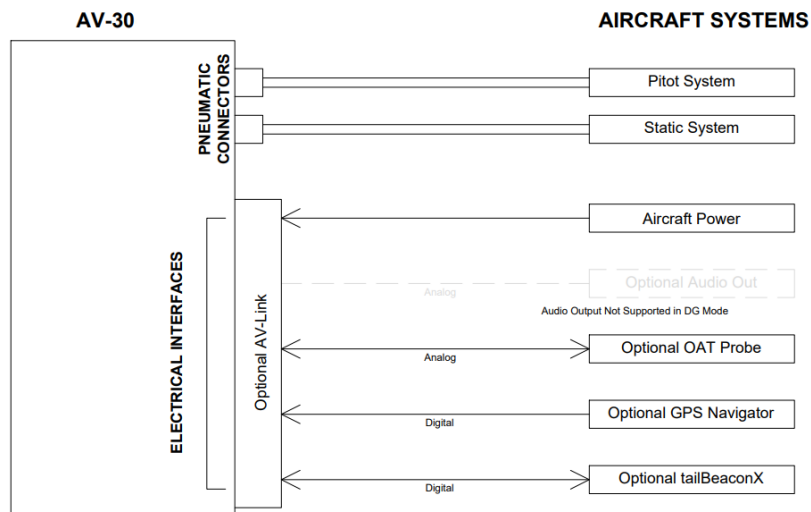 AV-30
AIRCRAFT SYSTEMS
PNEUMATIC
CONNECTORS
Pitot System
Static System
ELECTRICAL INTERFACES
Optional AV-Link
Aircraft Power
Analog
Optional Audio Out
Audio Output Not Supported in DG Mode
Analog
Optional OAT Probe
Digital
Optional GPS Navigator
Digital
Optional tailBeaconX